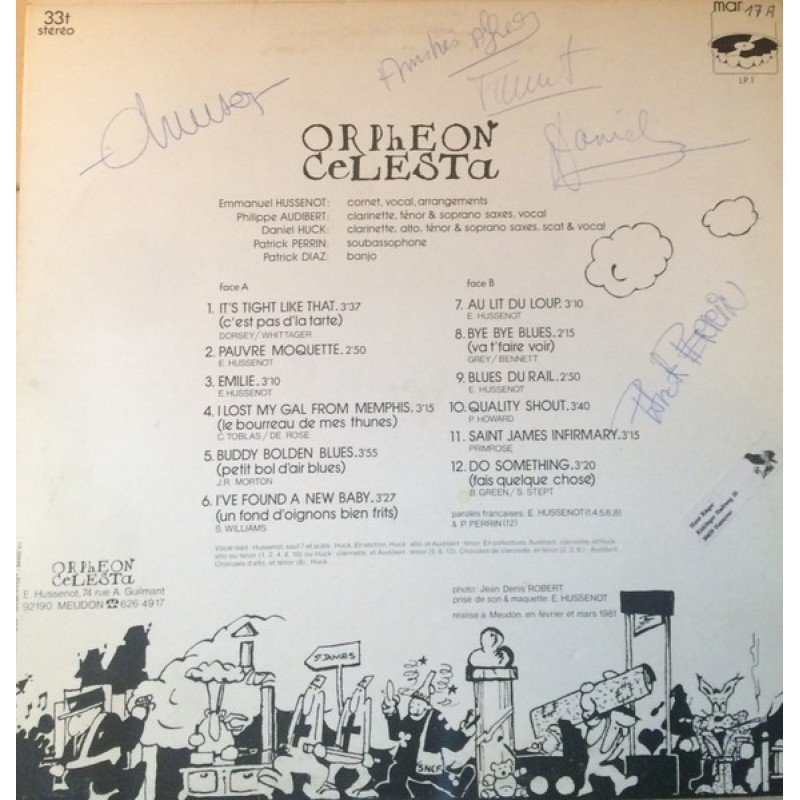 33t
stéréo
mar 17 A
LP. 1
Amitiés
Daniel
ORPHEON
CELESTA
Emmanuel HUSSENOT: cornet, vocal, arrangements
Philippe AUDIBERT: clarinette, ténor & soprano saxes, vocal
Daniel HUCK: clarinette, alto, ténor & soprano saxes, scat & vocal
Patrick PERRIN: soubassophone
Patrick DIAZ: banjo
face A
1. IT'S TIGHT LIKE THAT. 3'37
(c'est pas d'la tarte)
DORSEY/WHITTAGER
2. PAUVRE MOQUETTE. 2'50
E. HUSSENOT
3. EMILIE. 3'10
E.HUSSENOT
4. I LOST MY GAL FROM MEMPHIS. 3'15
(le bourreau de mes thunes)
C. TOBLAS/ DE ROSE
5. BUDDY BOLDEN BLUES. 3'55
(petit bol d'air blues)
J.R. MORTON
6. I'VE FOUND A NEW BABY. 3'27
(un fond d'oignons bien frits)
S. WILLIAMS
face B
7. AU LIT DU LOUP. 3'10
E. HUSSENOT
8. BYE BYE BLUES. 2'15
(va t'faire voir)
GREY/BENNETT
9. BLUES DU RAIL. 2'50
E. HUSSENOT
10. QUALITY SHOUT. 3'40
P. HOWARD
11. SAINT JAMES INFIRMARY. 3'15
PRIMROSE
12. DO SOMETHING. 3'20
(fais quelque chose)
B. GREEN/S. STEPT
paroles françaises: E. HUSSENOT (1.4.5.6.8)
& P. PERRIN (12)
Patrick PERRIN
ORPHEON
CELESTA
E. Hussenot, 74 rue A. Guilmant
92190 MEUDON ☎ 626 49 17
photo: Jean Denis ROBERT
prise de son & maquette: E. HUSSENOT
réalisé à Meudon, en février et mars 1981
St JAMES
SNCF